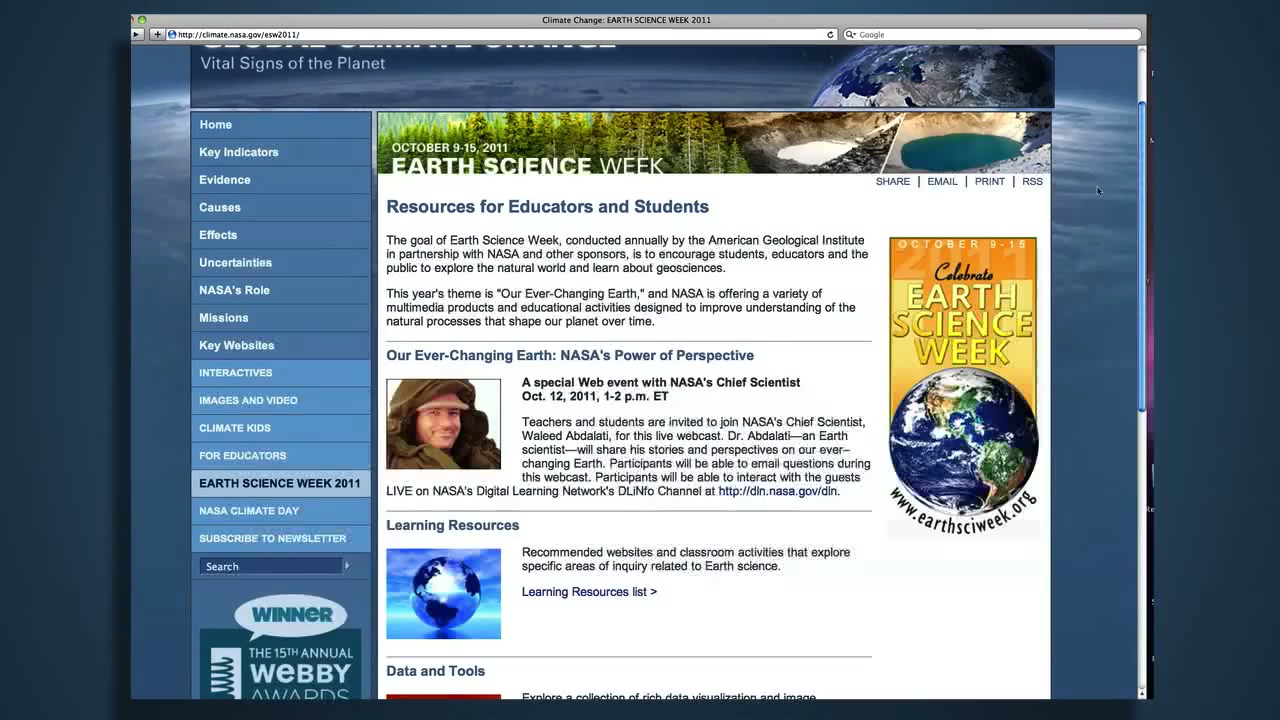 Climate Change: EARTH SCIENCE WEEK 2011
http://climate.nasa.gov/esw2011/
Google
GLOBAL CLIMATE CHANGE
Vital Signs of the Planet
Home
Key Indicators
Evidence
Causes
Effects
Uncertainties
NASA's Role
Missions
Key Websites
INTERACTIVES
IMAGES AND VIDEO
CLIMATE KIDS
FOR EDUCATORS
EARTH SCIENCE WEEK 2011
NASA CLIMATE DAY
SUBSCRIBE TO NEWSLETTER
Search
WINNER
THE 15TH ANNUAL
WEBBY
AWARDS
OCTOBER 9-15, 2011
EARTH SCIENCE WEEK
SHARE | EMAIL | PRINT | RSS
Resources for Educators and Students
The goal of Earth Science Week, conducted annually by the American Geological Institute
in partnership with NASA and other sponsors, is to encourage students, educators and the
public to explore the natural world and learn about geosciences.
This year's theme is "Our Ever-Changing Earth," and NASA is offering a variety of
multimedia products and educational activities designed to improve understanding of the
natural processes that shape our planet over time.
Our Ever-Changing Earth: NASA's Power of Perspective
A special Web event with NASA's Chief Scientist
Oct. 12, 2011, 1-2 p.m. ET
Teachers and students are invited to join NASA's Chief Scientist,
Waleed Abdalati, for this live webcast. Dr. Abdalati—an Earth
scientist—will share his stories and perspectives on our ever–
changing Earth. Participants will be able to email questions during
this webcast. Participants will be able to interact with the guests
LIVE on NASA's Digital Learning Network's DLiNfo Channel at http://dln.nasa.gov/dln.
Learning Resources
Recommended websites and classroom activities that explore
specific areas of inquiry related to Earth science.
Learning Resources list >
Data and Tools
Explore a collection of rich data visualization and image
OCTOBER 9-15
2011
Celebrate
EARTH
SCIENCE
WEEK
www.earthsciweek.org